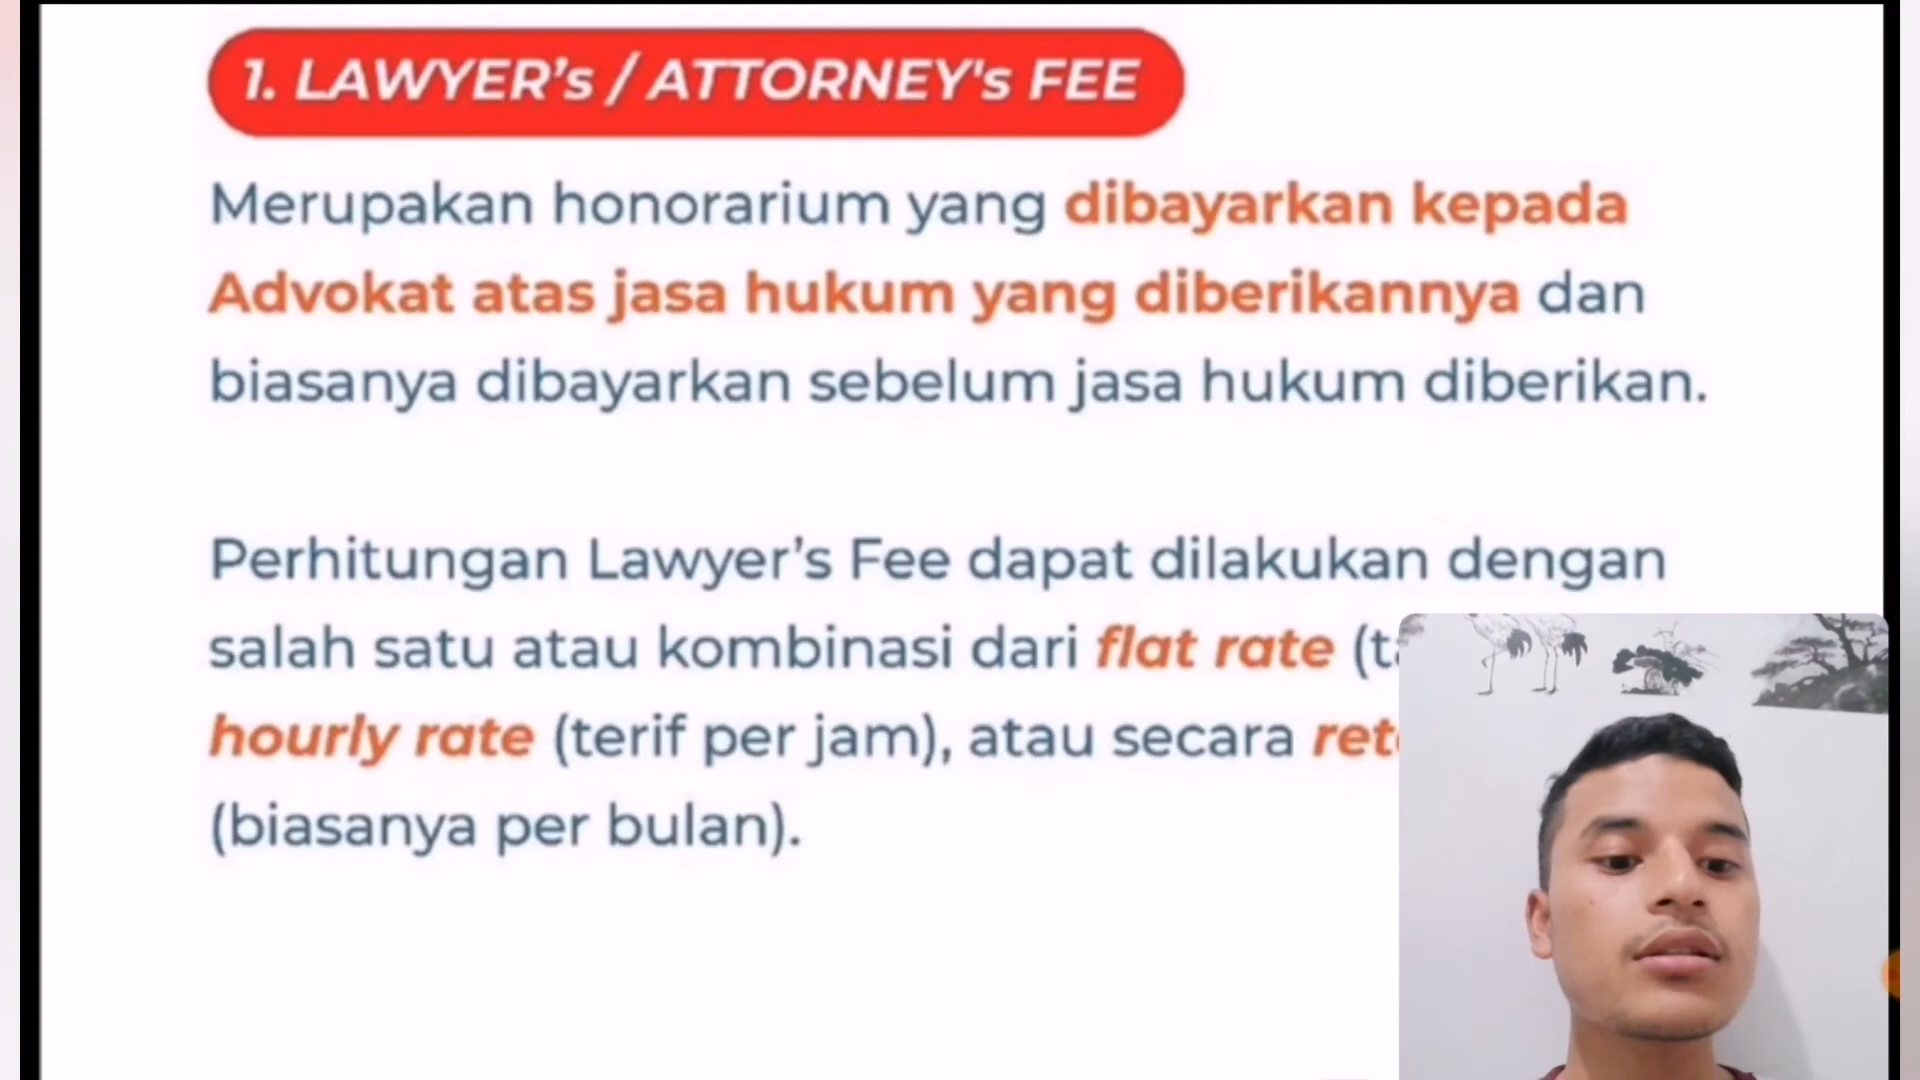 1. LAWYER's / ATTORNEY's FEE
Merupakan honorarium yang dibayarkan kepada
Advokat atas jasa hukum yang diberikannya dan
biasanya dibayarkan sebelum jasa hukum diberikan.
Perhitungan Lawyer's Fee dapat dilakukan dengan
salah satu atau kombinasi dari flat rate
hourly rate (terif per jam), atau secara
(biasanya per bulan).